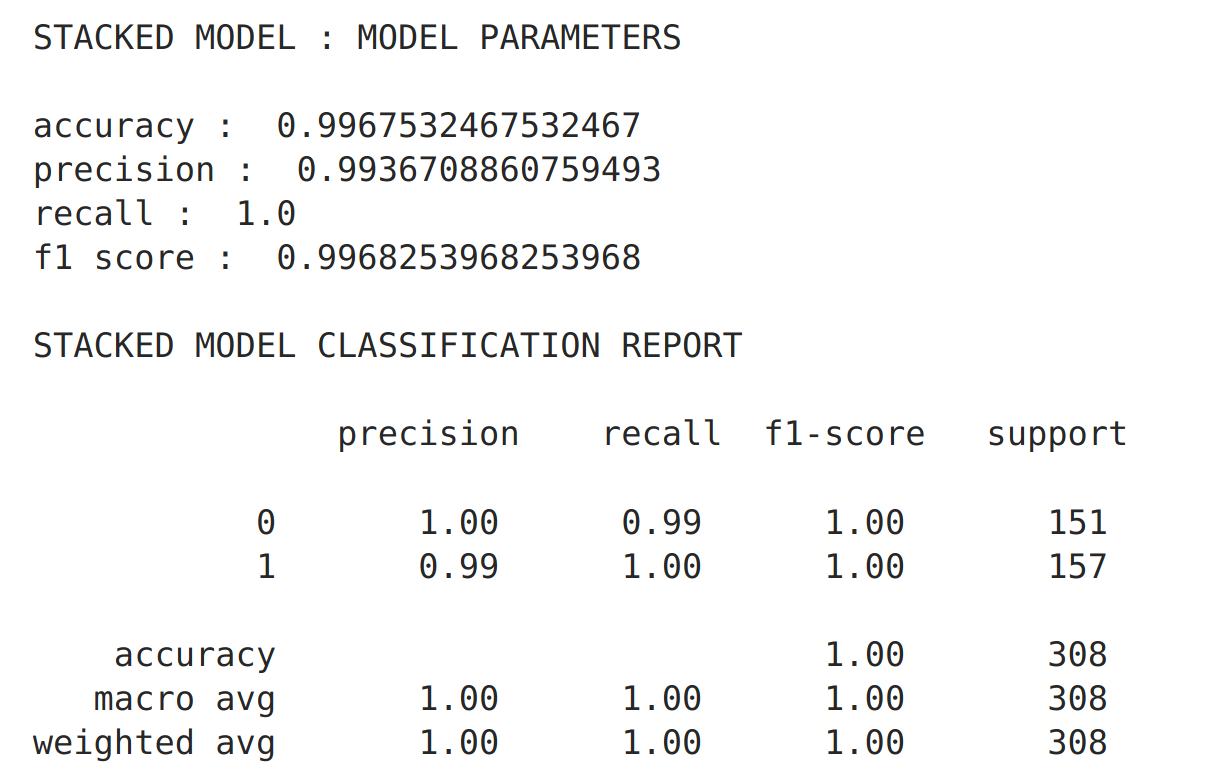 STACKED MODEL : MODEL PARAMETERS
accuracy :  0.9967532467532467
precision :  0.9936708860759493
recall :  1.0
f1 score :  0.9968253968253968
STACKED MODEL CLASSIFICATION REPORT
precision    recall  f1-score   support
0       1.00      0.99      1.00       151
1       0.99      1.00      1.00       157
accuracy                           1.00       308
macro avg       1.00      1.00      1.00       308
weighted avg       1.00      1.00      1.00       308